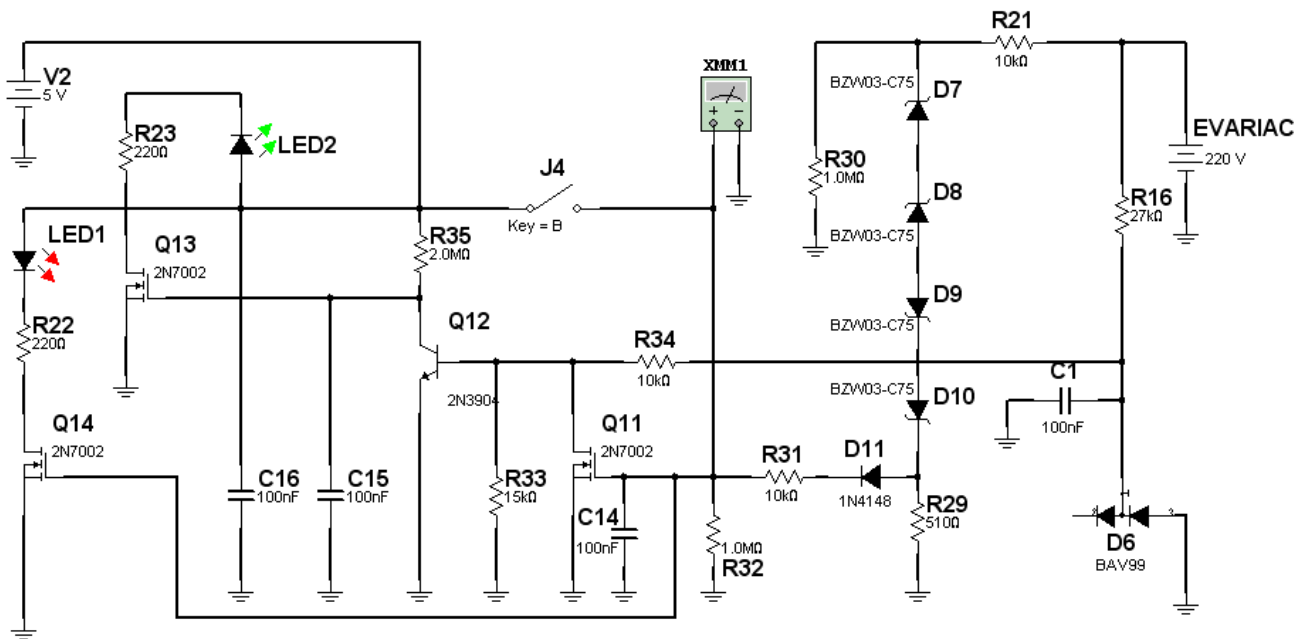 V2
5 V
R23
220Ω
LED2
XMM1
+ −
R21
10kΩ
BZW03-C75
D7
EVARIAC
220 V
R30
1.0MΩ
D8
BZW03-C75
R16
27kΩ
J4
Key = B
LED1
Q13
2N7002
R35
2.0MΩ
D9
BZW03-C75
R22
220Ω
Q12
2N3904
R34
10kΩ
BZW03-C75
D10
C1
100nF
Q14
2N7002
Q11
2N7002
C16
100nF
C15
100nF
R33
15kΩ
C14
100nF
R31
10kΩ
D11
1N4148
R29
510Ω
1.0MΩ
R32
D6
BAV99